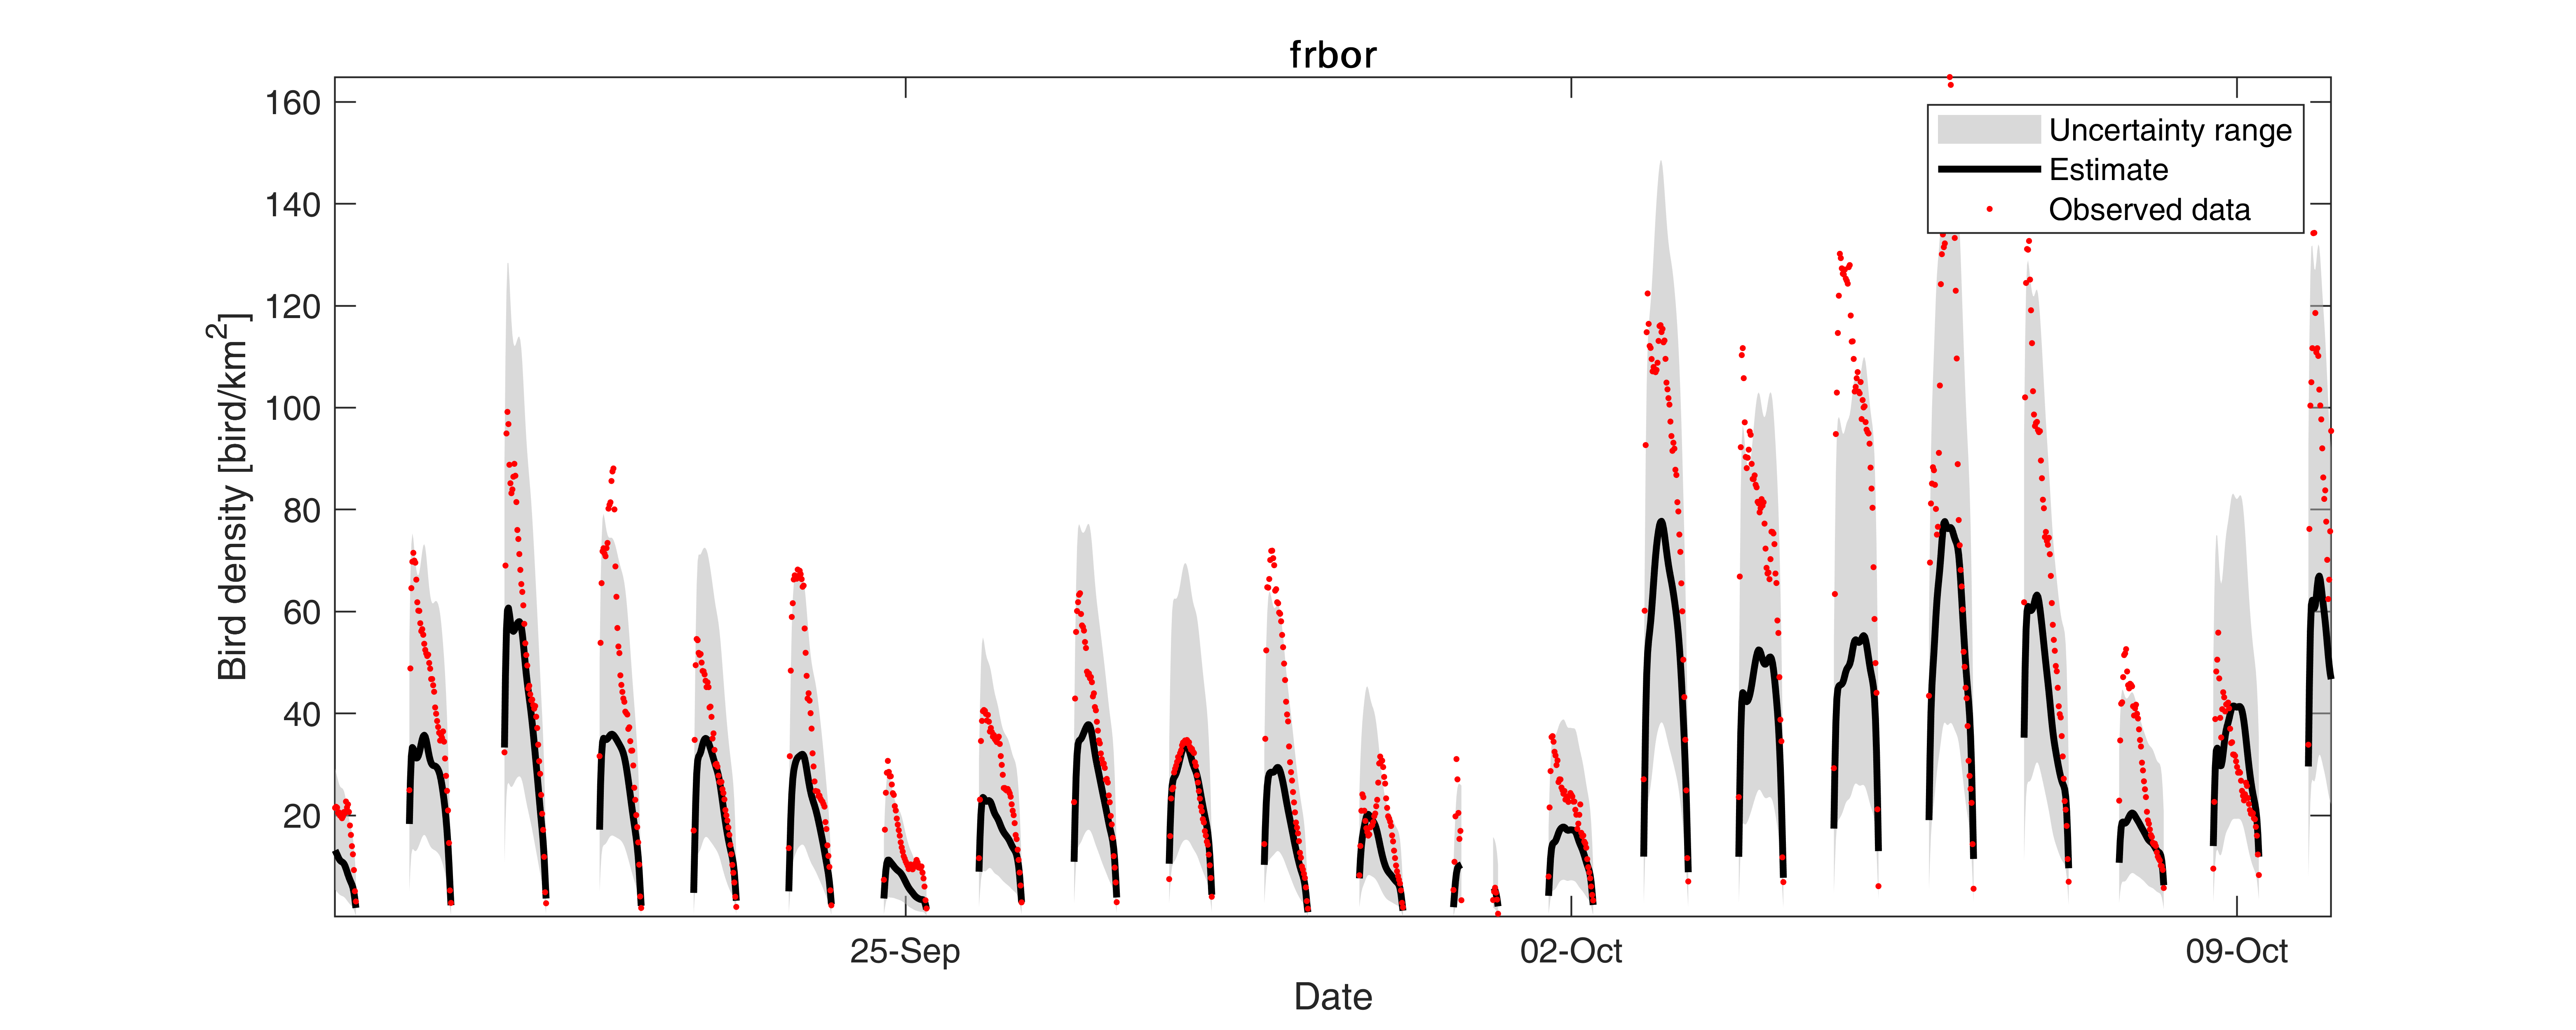 frbor
160
140
120
100
80
60
40
20
Bird density [bird/km²]
Uncertainty range
Estimate
Observed data
25-Sep
02-Oct
09-Oct
Date